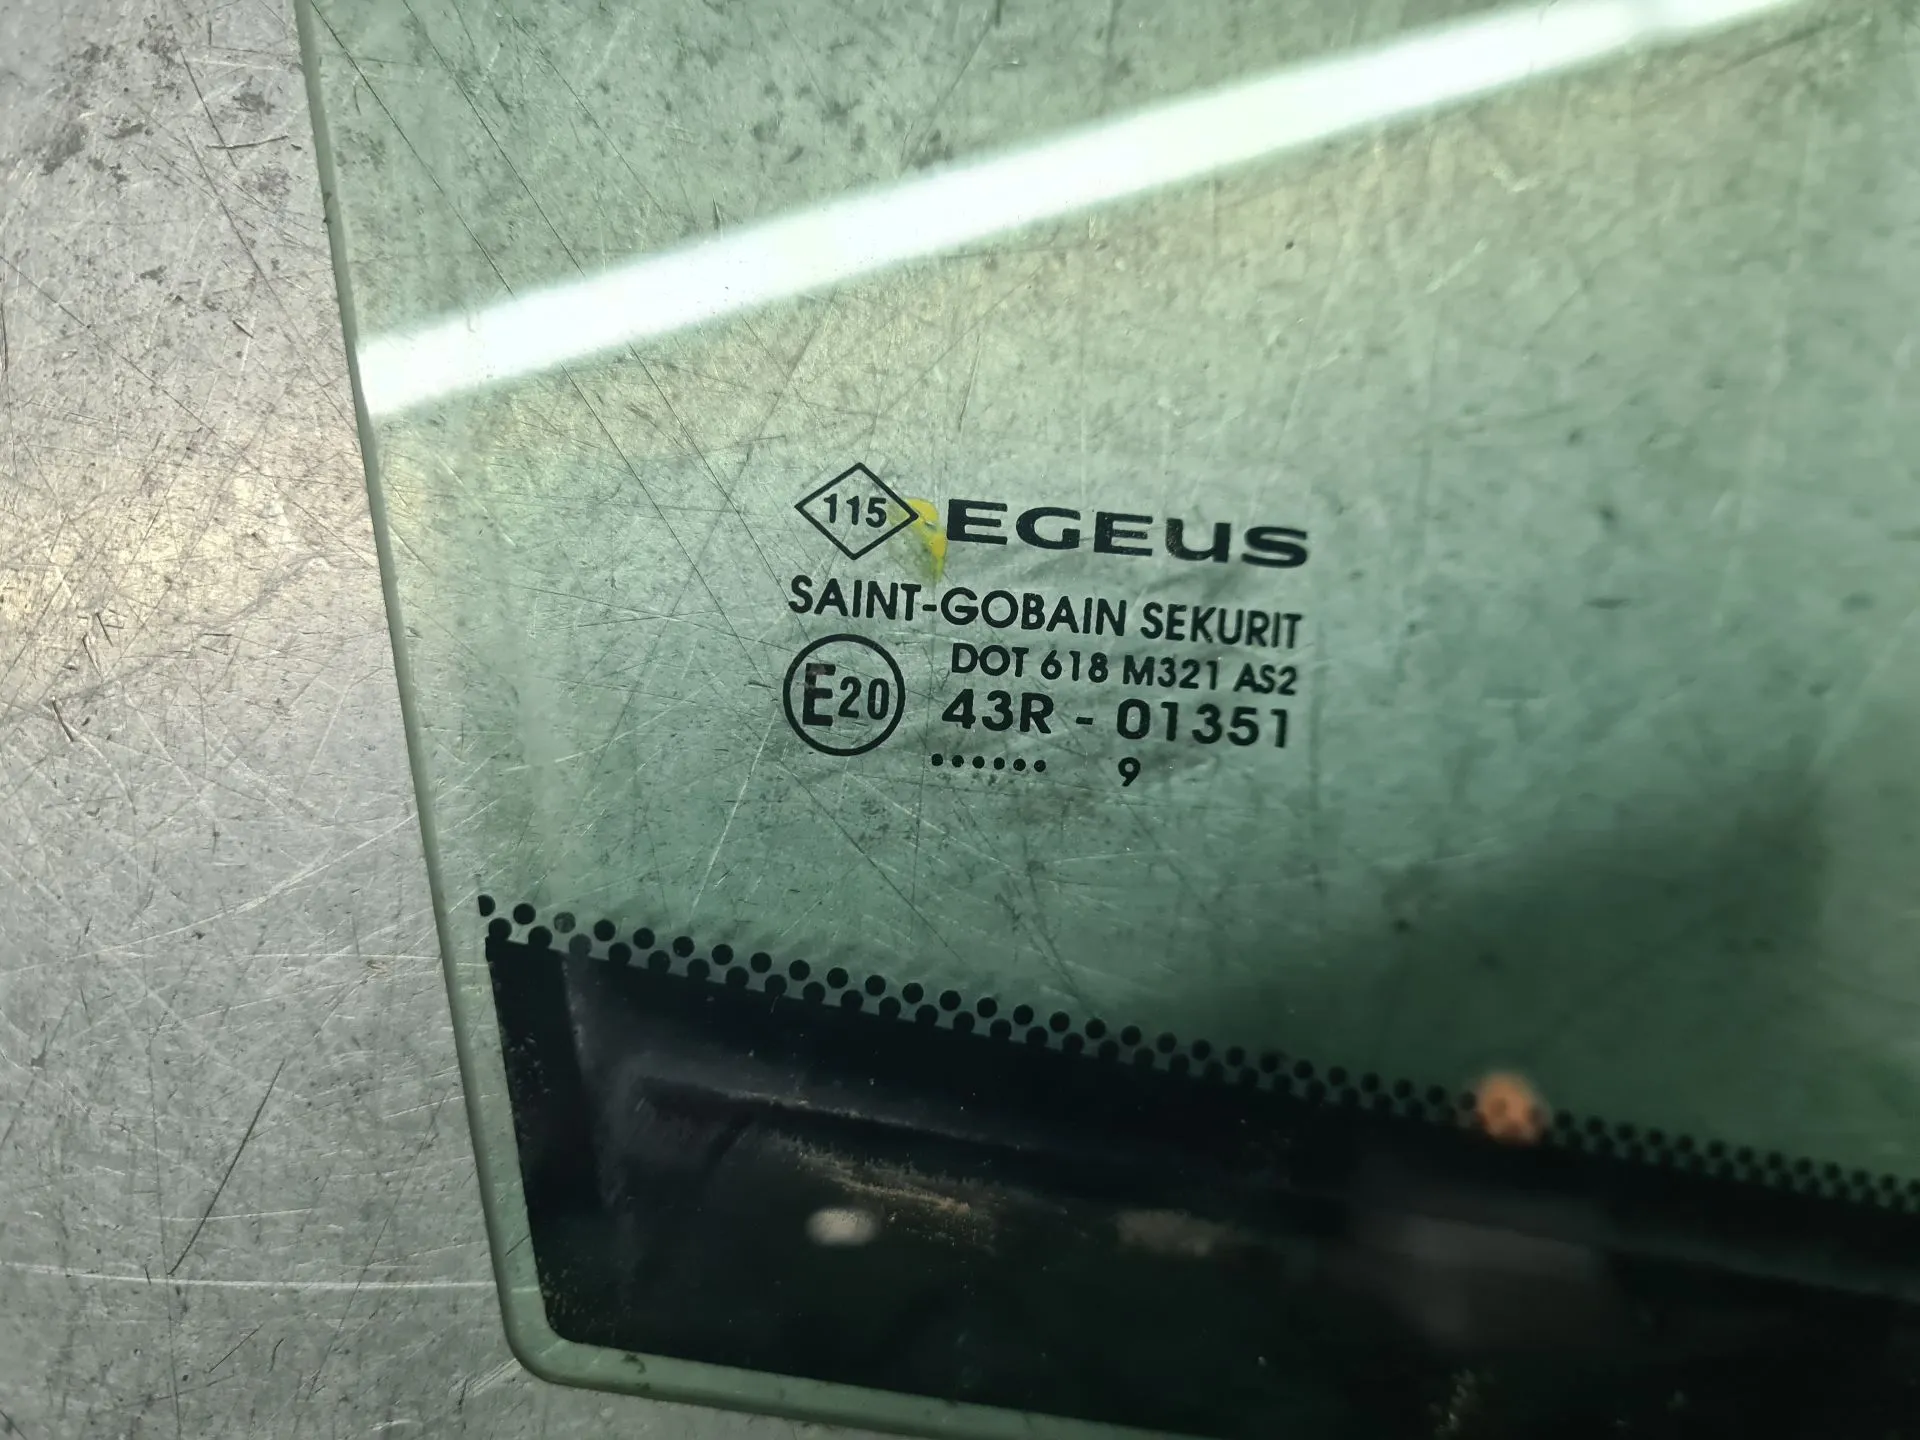 115 EGEUS
SAINT-GOBAIN SEKURIT
DOT 618 M321 AS2
E20 43R - 01351
...... 9